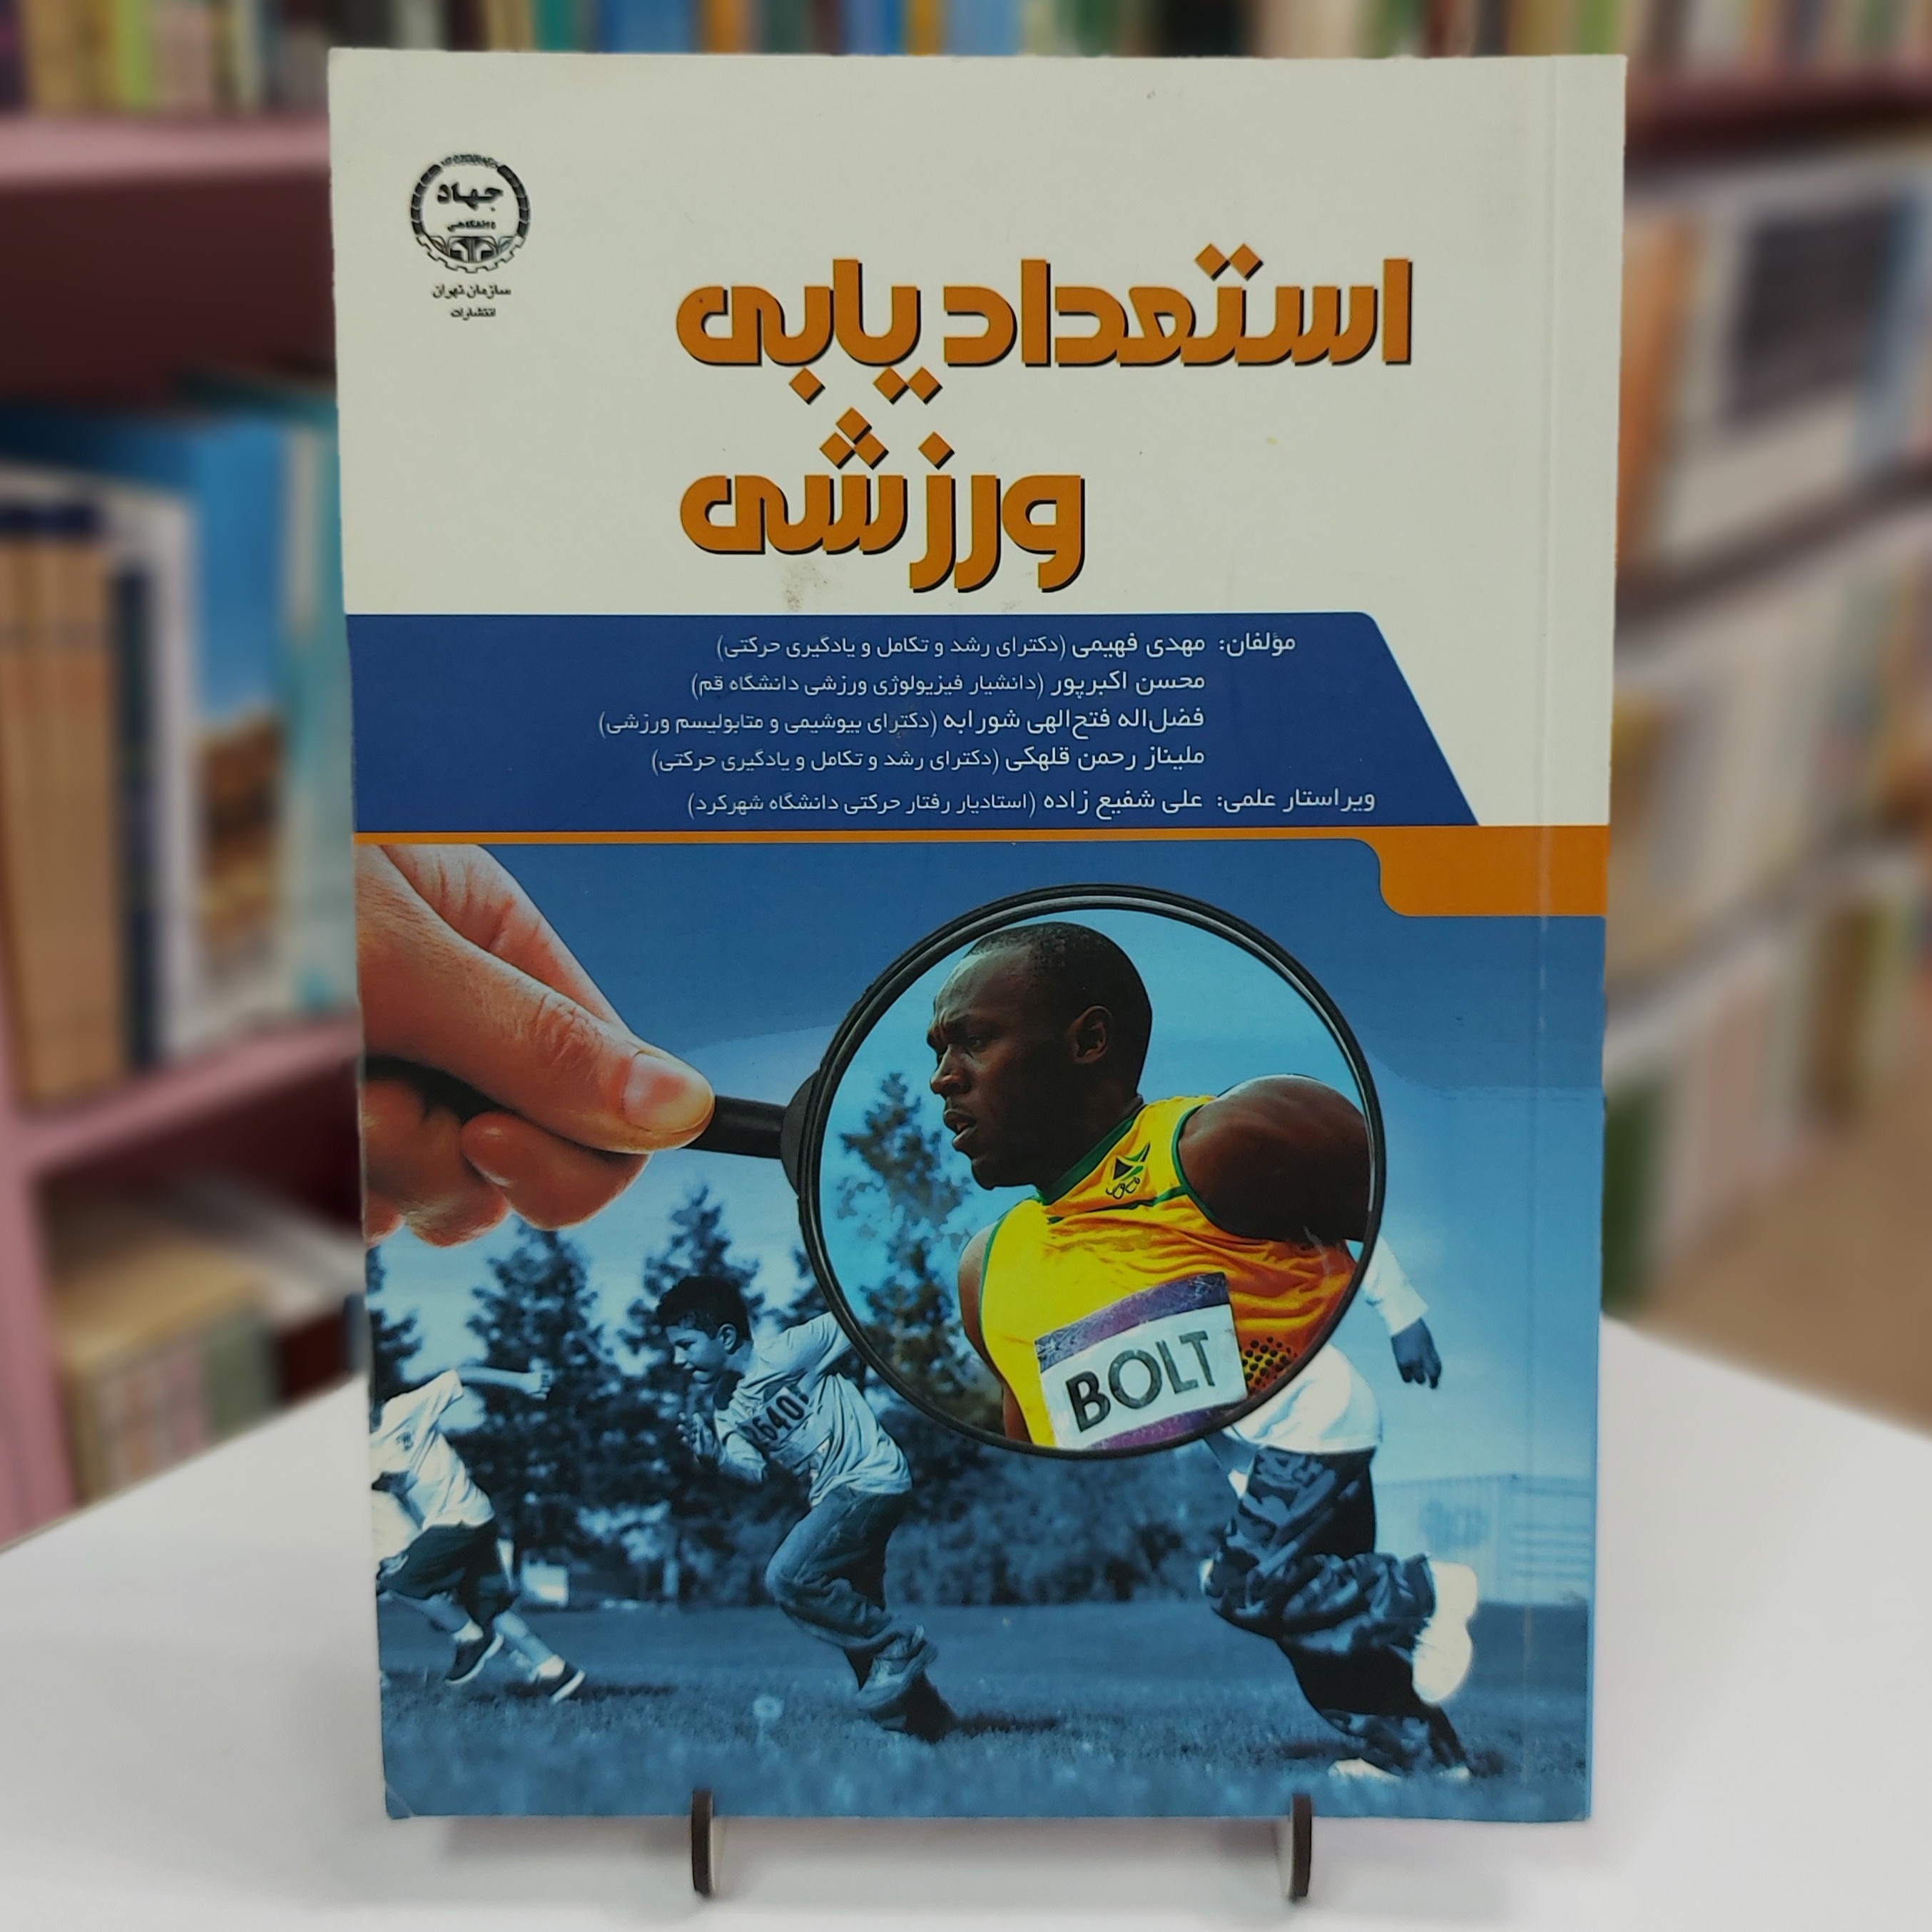 جهاد
دانشگاهی
سازمان تهران
انتشارات
استعدادیابی
ورزشی
مؤلفان: مهدی فهیمی (دکترای رشد و تکامل و یادگیری حرکتی)
محسن اکبرپور (دانشیار فیزیولوژی ورزشی دانشگاه قم)
فضل‌اله فتح‌الهی شورابه (دکترای بیوشیمی و متابولیسم ورزشی)
ملیناز رحمن قلهکی (دکترای رشد و تکامل و یادگیری حرکتی)
ویراستار علمی: علی شفیع زاده (استادیار رفتار حرکتی دانشگاه شهرکرد)
BOLT